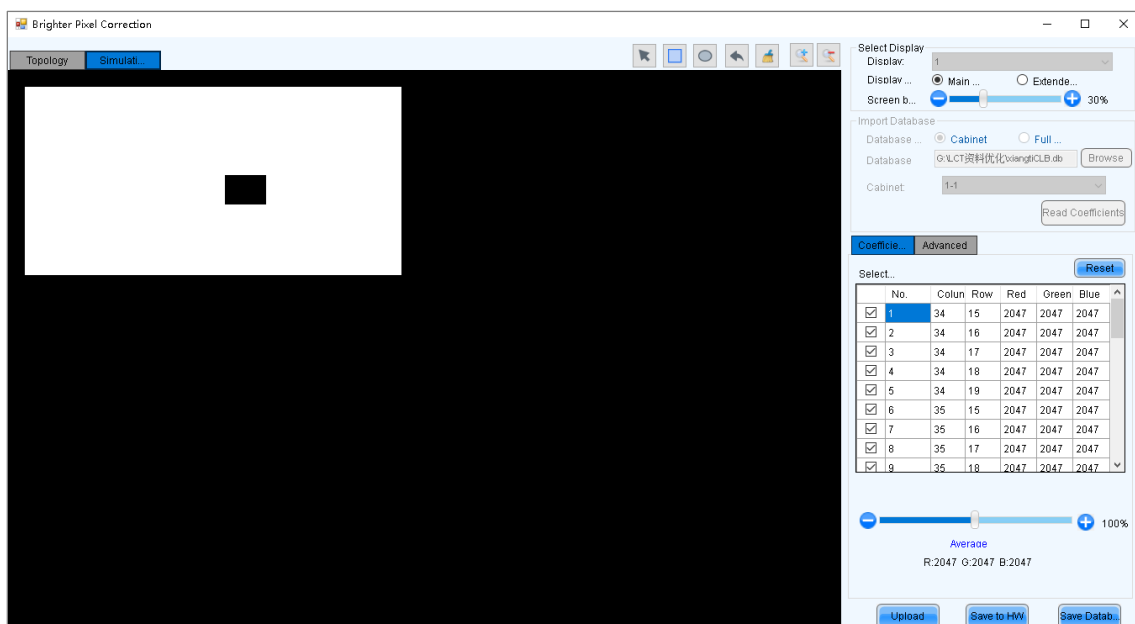 Brighter Pixel Correction
Topology
Simulati...
Select Display
Display:
1
Display ...
Main ...
Extende...
Screen b...
30%
Import Database
Database ...
Cabinet
Full ...
Database
G:\LCT资料优化\xiangtiCLB.db
Browse
Cabinet:
1-1
Read Coefficients
Coefficie...
Advanced
Select...
Reset
No. Colun Row Red Green Blue
1 34 15 2047 2047 2047
2 34 16 2047 2047 2047
3 34 17 2047 2047 2047
4 34 18 2047 2047 2047
5 34 19 2047 2047 2047
6 35 15 2047 2047 2047
7 35 16 2047 2047 2047
8 35 17 2047 2047 2047
9 35 18 2047 2047 2047
100%
Average
R:2047 G:2047 B:2047
Upload
Save to HW
Save Datab...